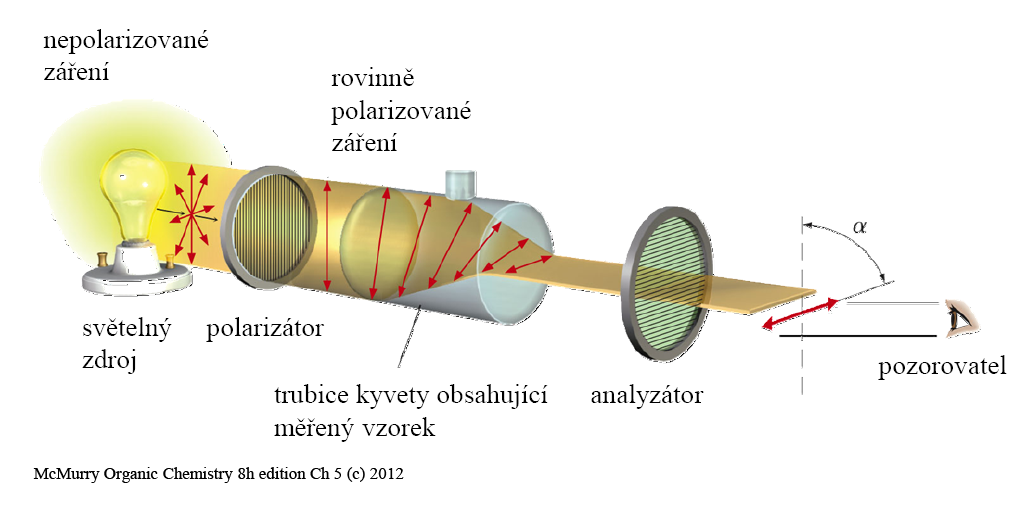 nepolarizované
záření
rovinně
polarizované
záření
α
světelný
zdroj
polarizátor
trubice kyvety obsahující
měřený vzorek
analyzátor
pozorovatel
McMurry Organic Chemistry 8h edition Ch 5 (c) 2012